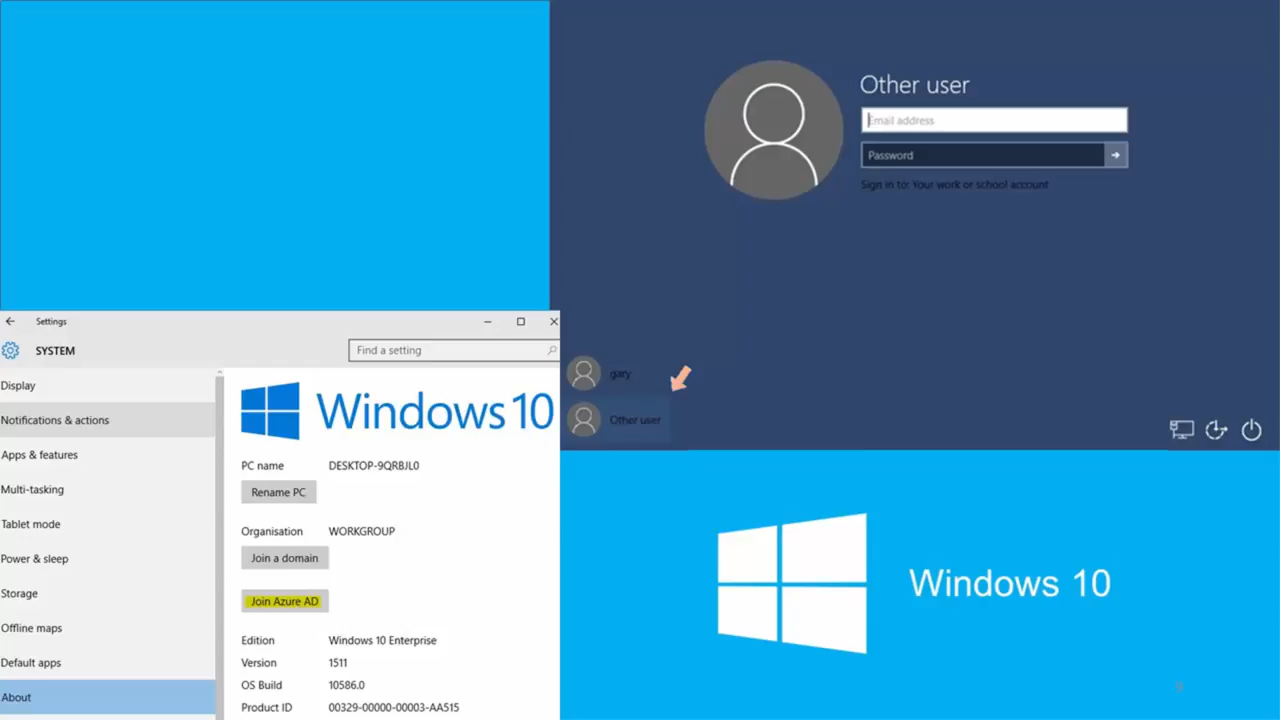 Other user
Email address
Password
Sign in to: Your work or school account
gary
Other user
Settings
SYSTEM
Find a setting
Display
Notifications & actions
Apps & features
Multi-tasking
Tablet mode
Power & sleep
Storage
Offline maps
Default apps
About
Windows 10
PC name DESKTOP-9QRBJL0
Rename PC
Organisation WORKGROUP
Join a domain
Join Azure AD
Edition Windows 10 Enterprise
Version 1511
OS Build 10586.0
Product ID 00329-00000-00003-AA515
Windows 10